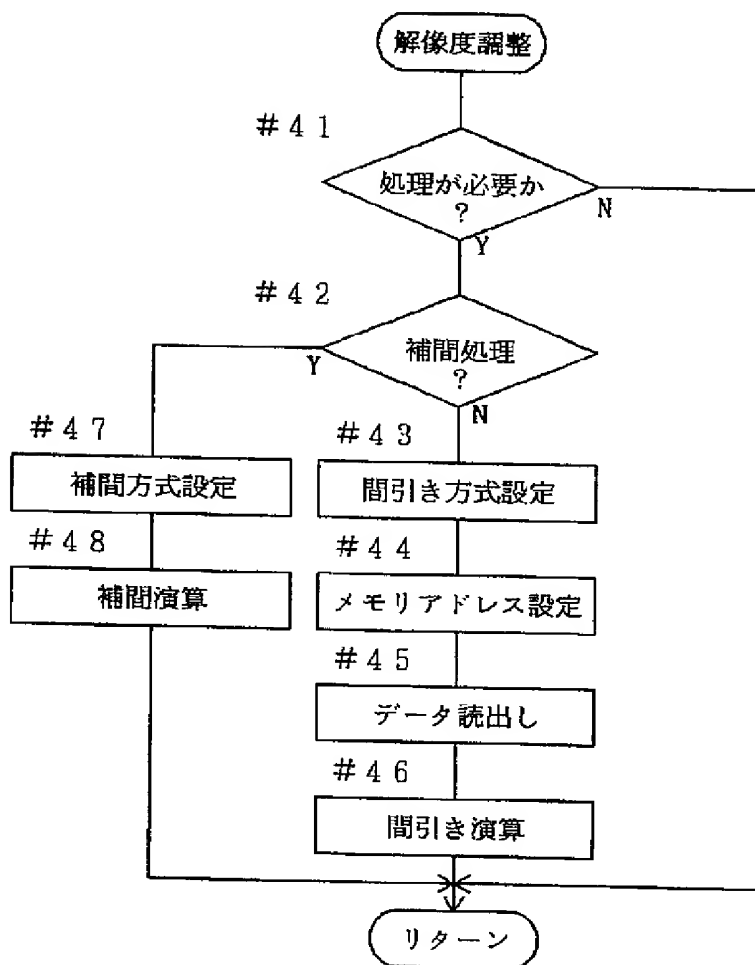 解像度調整
#41
処理が必要か
?
N
Y
#42
補間処理
?
Y
N
#47
補間方式設定
#43
間引き方式設定
#48
補間演算
#44
メモリアドレス設定
#45
データ読出し
#46
間引き演算
リターン